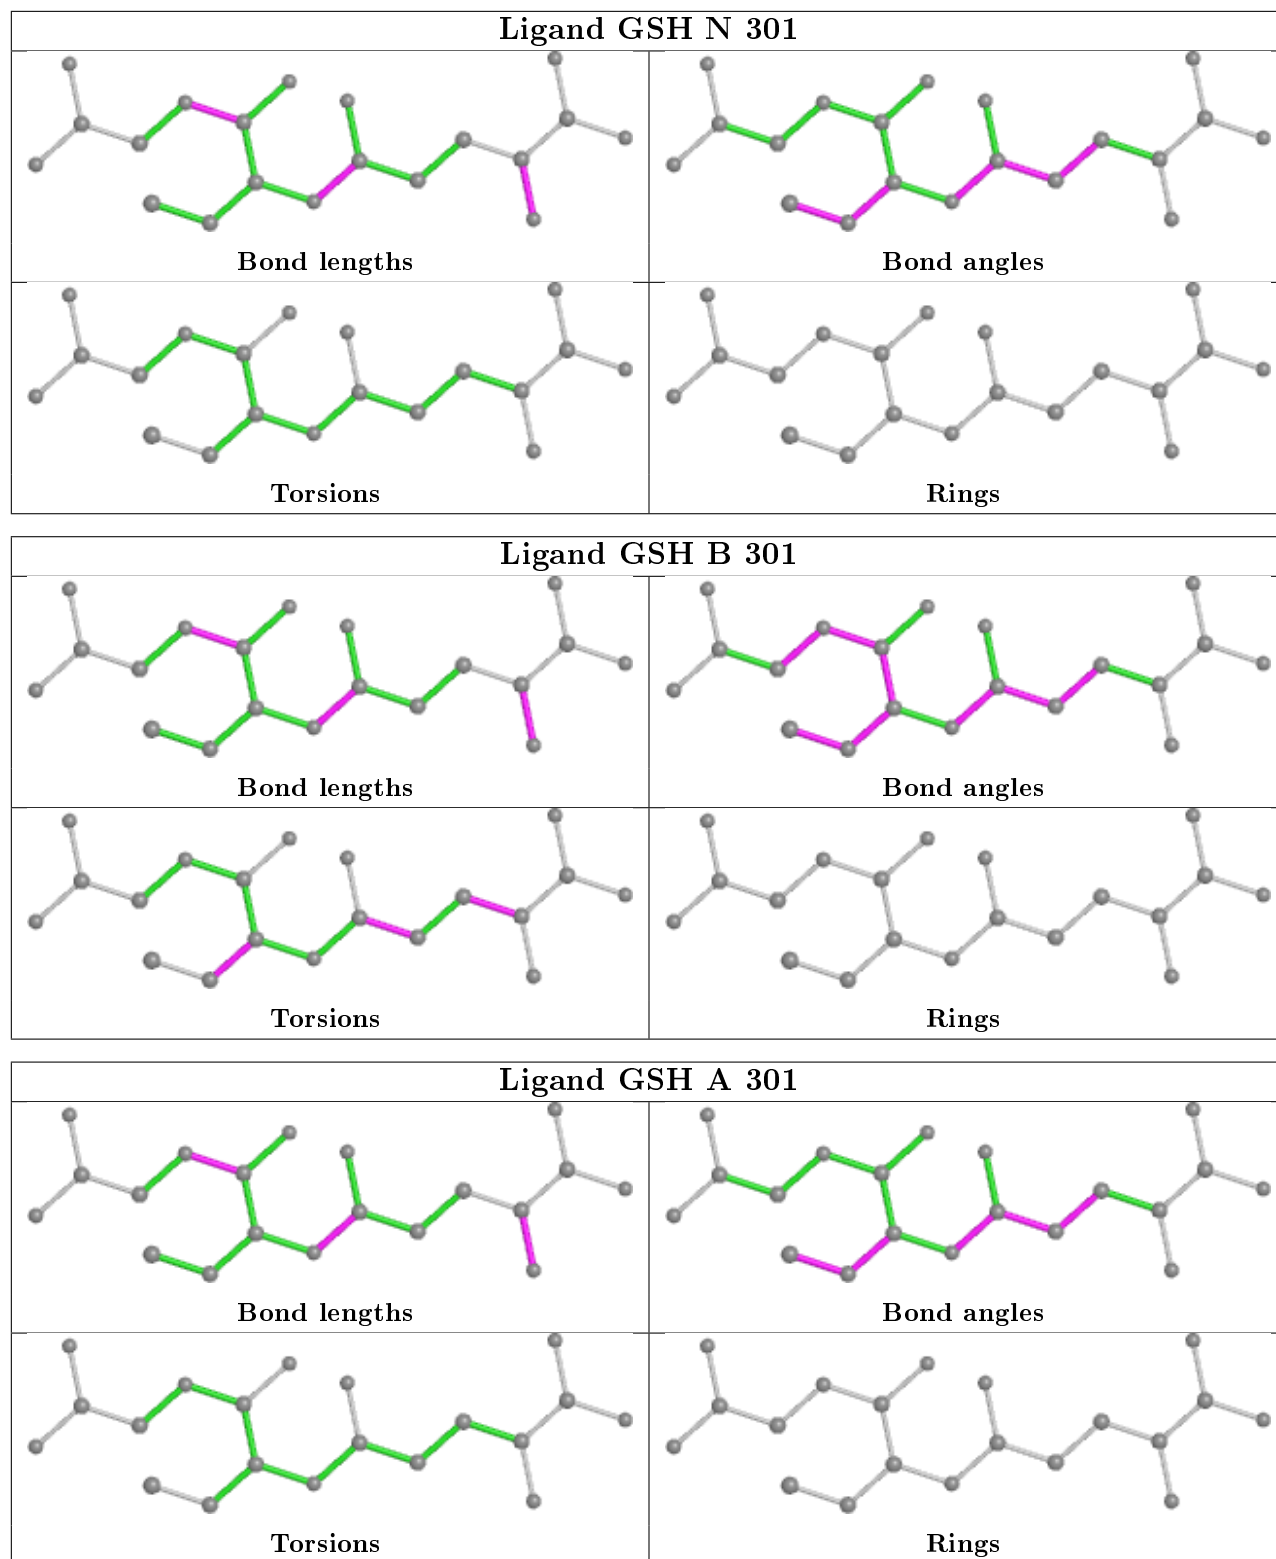 Ligand GSH N 301
Bond lengths
Bond angles
Torsions
Rings
Ligand GSH B 301
Bond lengths
Bond angles
Torsions
Rings
Ligand GSH A 301
Bond lengths
Bond angles
Torsions
Rings